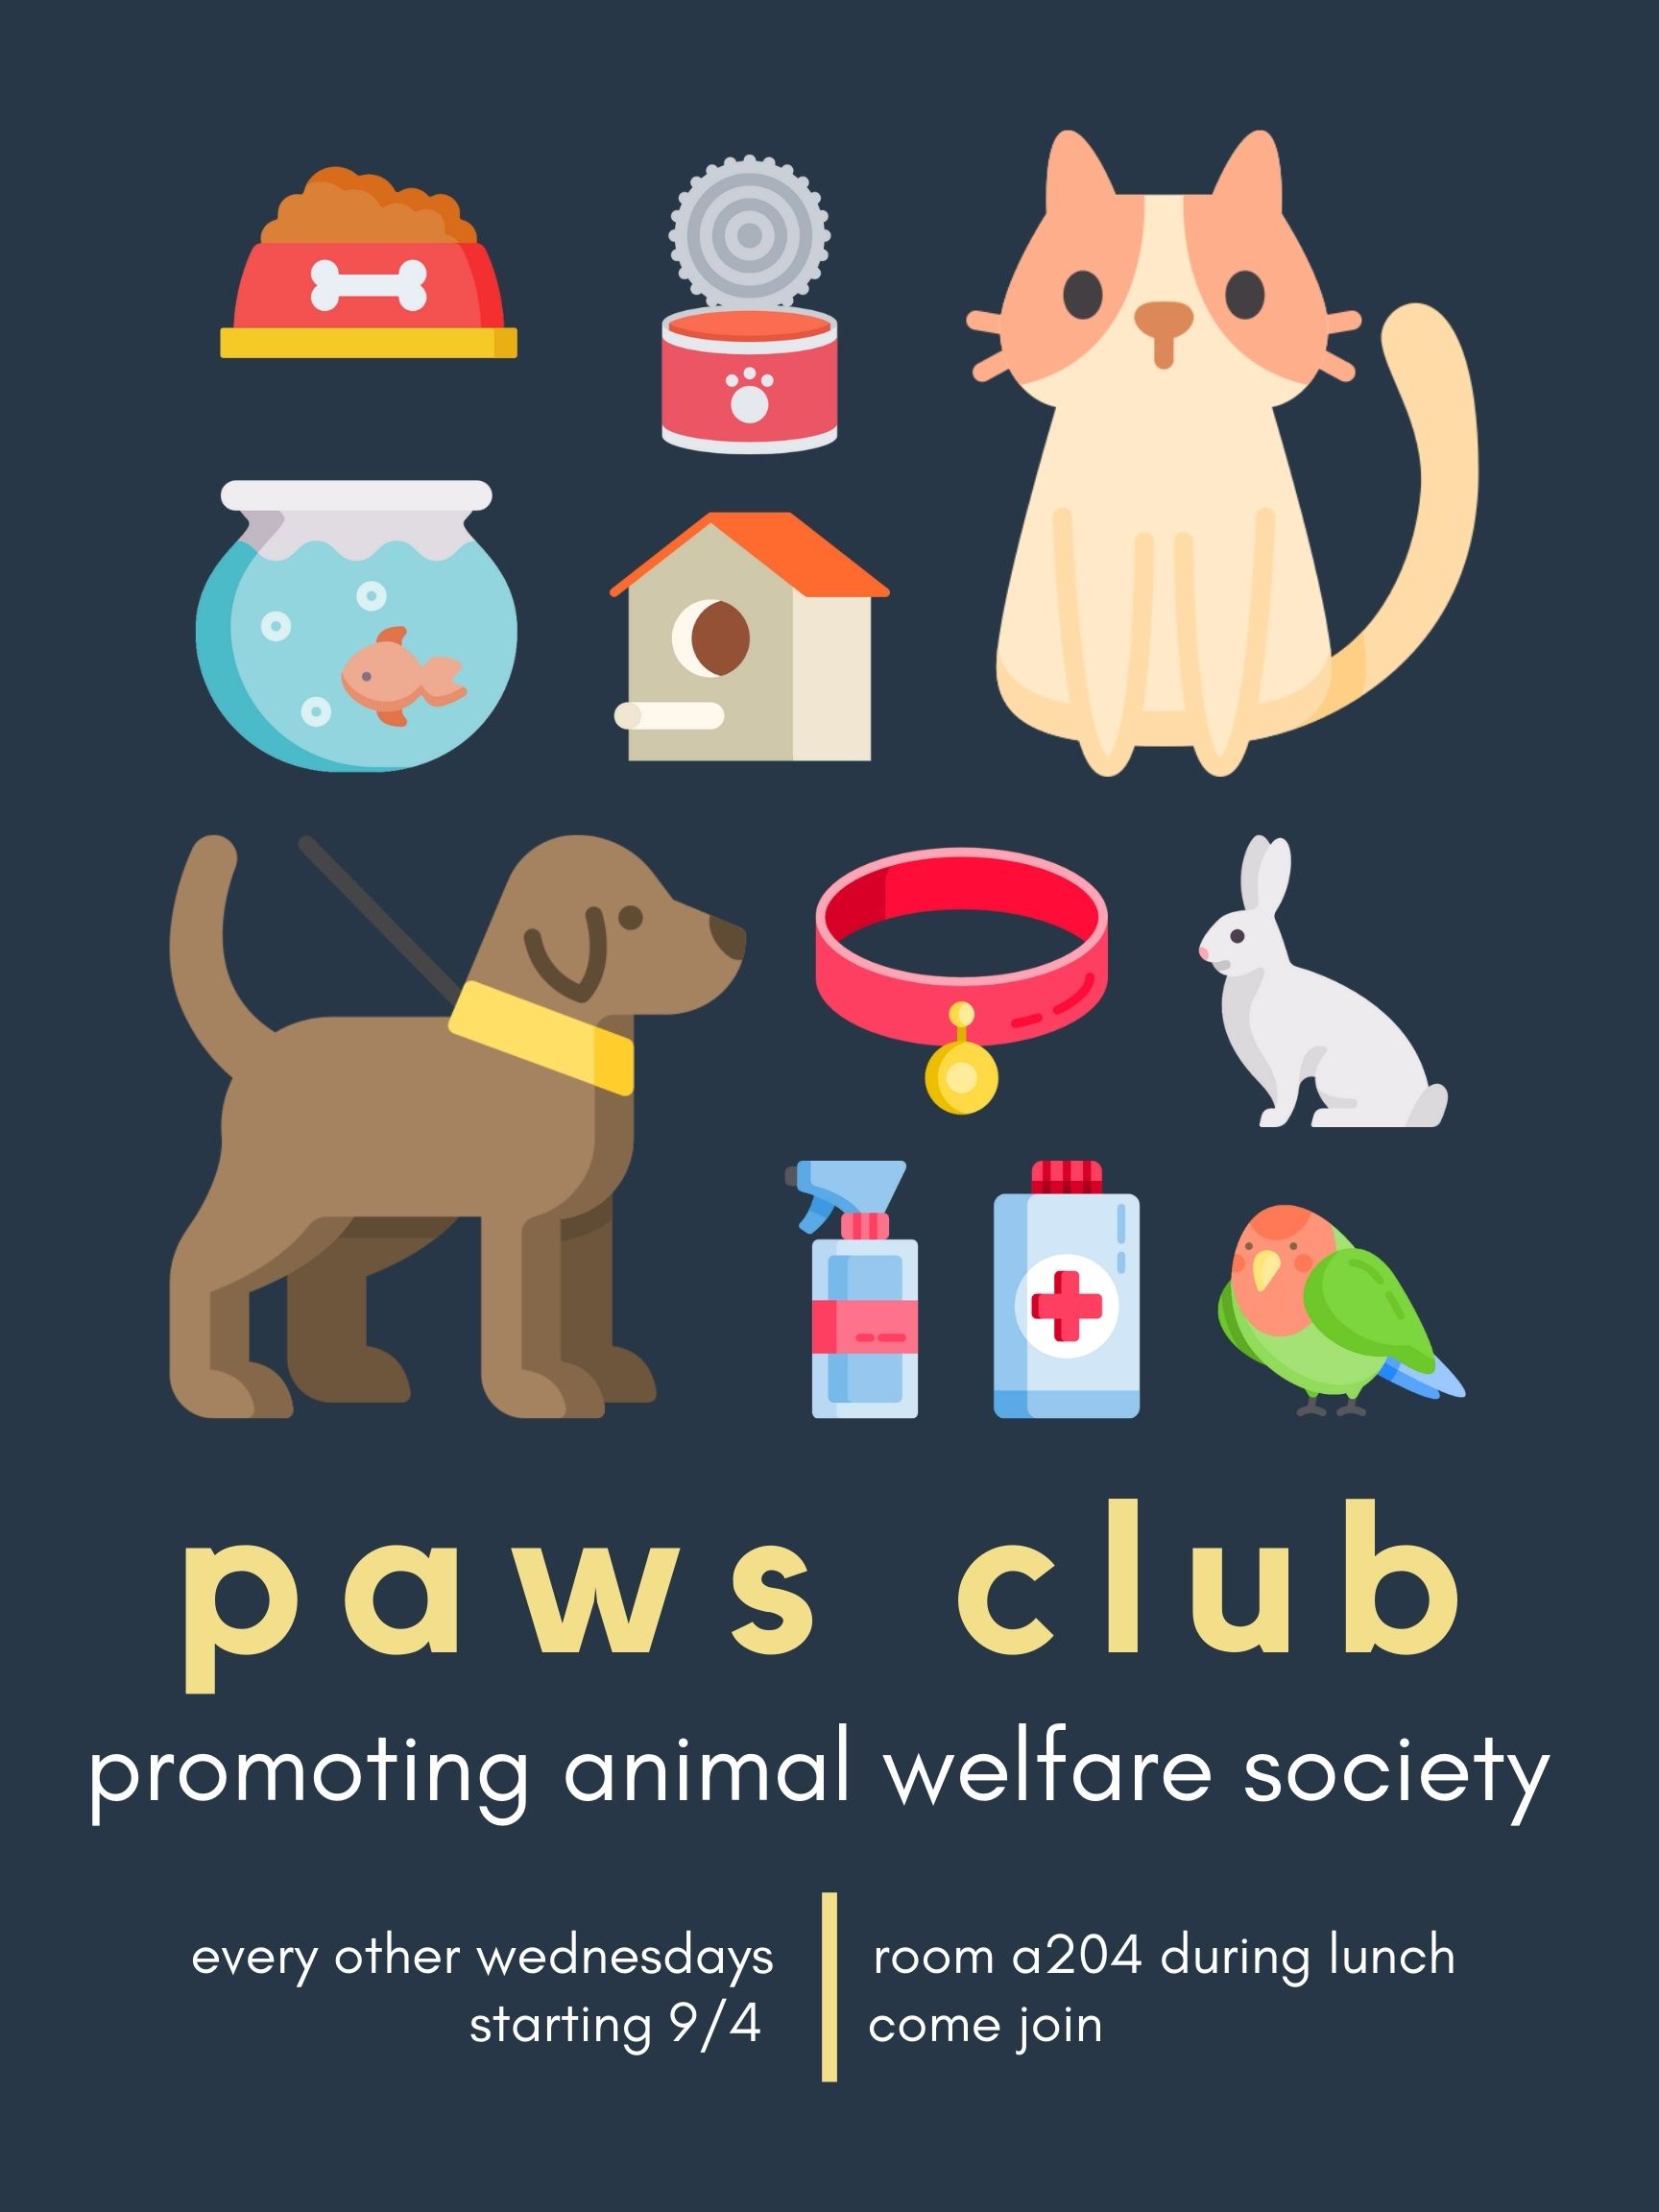 paws club
promoting animal welfare society
every other wednesdays
starting 9/4
room a204 during lunch
come join